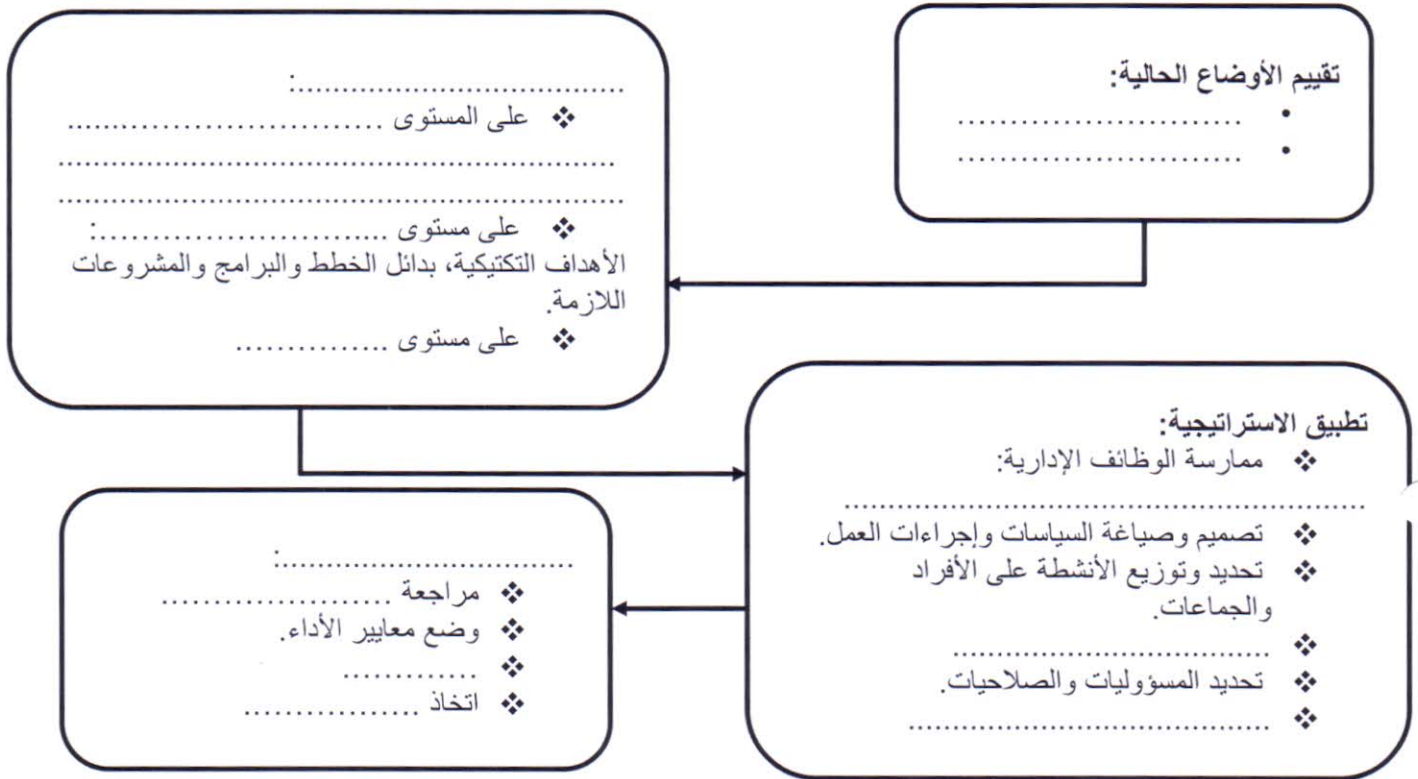 تقييم الأوضاع الحالية:
• ............................
• ............................
..................................:
❖ على المستوى ..................................
..........................................................
...........................................................
❖ على مستوى ..............................:
الأهداف التكتيكية، بدائل الخطط والبرامج والمشروعات
اللازمة.
❖ على مستوى ...............
تطبيق الاستراتيجية:
❖ ممارسة الوظائف الإدارية:
.......................................................
❖ تصميم وصياغة السياسات وإجراءات العمل.
❖ تحديد وتوزيع الأنشطة على الأفراد
والجماعات.
❖ .................................
❖ تحديد المسؤوليات والصلاحيات.
❖ ......................................
...............................:
❖ مراجعة ........................
❖ وضع معايير الأداء.
❖ .............
❖ اتخاذ ..................